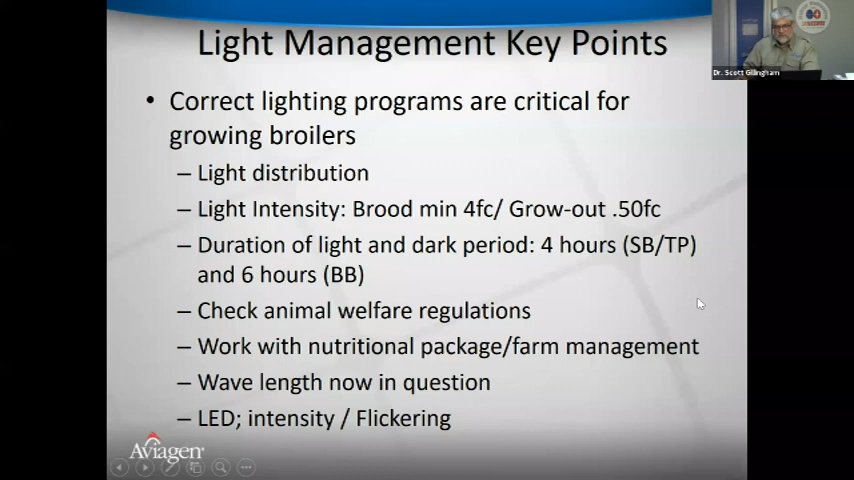 Light Management Key Points
Dr. Scott Gillingham
• Correct lighting programs are critical for
growing broilers
– Light distribution
– Light Intensity: Brood min 4fc/ Grow-out .50fc
– Duration of light and dark period: 4 hours (SB/TP)
and 6 hours (BB)
– Check animal welfare regulations
– Work with nutritional package/farm management
– Wave length now in question
– LED; intensity / Flickering
Aviagen